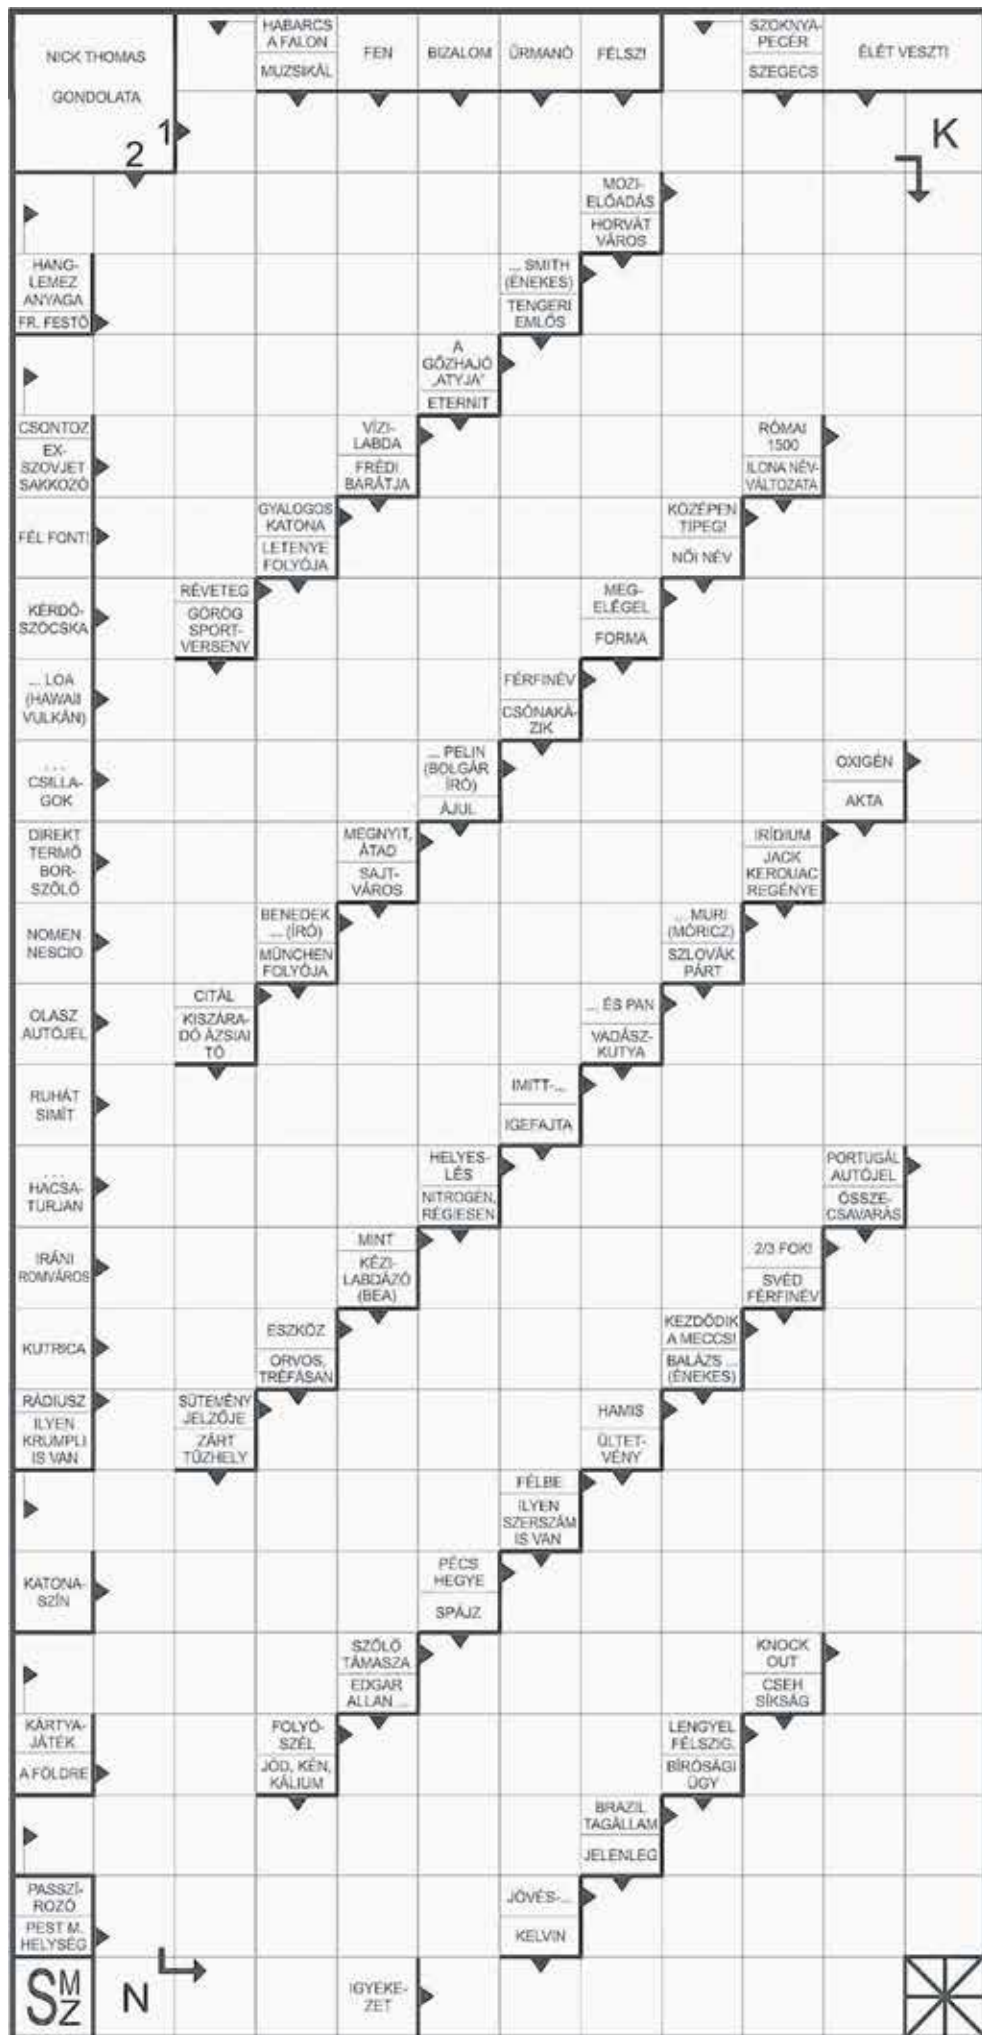 NICK THOMAS
GONDOLATA
1
2
HABARCS
A FALON
MUZSIKÁL
FEN
BIZALOM
ŰRMANÓ
FÉLSZ!
SZOKNYA-
PECÉR
SZEGECS
ÉLÉT VESZTI
K
MOZI-
ELŐADÁS
HORVÁT
VÁROS
HANG-
LEMEZ
ANYAGA
FR. FESTŐ
... SMITH
(ÉNEKES)
TENGERI
EMLŐS
A
GŐZHAJÓ
„ATYJA”
ETERNIT
CSONTOZ
EX-
SZOVJET
SAKKOZÓ
VÍZI-
LABDA
FRÉDI
BARÁTJA
RÓMAI
1500
ILONA NÉV-
VÁLTOZATA
FÉL FONT!
GYALOGOS
KATONA
LETENYE
FOLYÓJA
KÖZÉPEN
TIPEG!
NŐI NÉV
KÉRDŐ-
SZÓCSKA
RÉVETEG
GÖRÖG
SPORT-
VERSENY
MEG-
ELÉGEL
FORMA
... LOA
(HAWAII
VULKÁN)
FÉRFINÉV
CSÓNAKÁ-
ZIK
...
CSILLA-
GOK
... PELIN
(BOLGÁR
ÍRÓ)
ÁJUL
OXIGÉN
AKTA
DIREKT
TERMŐ
BOR-
SZŐLŐ
MEGNYIT,
ÁTAD
SAJT-
VÁROS
IRÍDIUM
JACK
KEROUAC
REGÉNYE
NOMEN
NESCIO
BENEDEK
... (ÍRÓ)
MÜNCHEN
FOLYÓJA
... MURI
(MÓRICZ)
SZLOVÁK
PÁRT
OLASZ
AUTÓJEL
CITÁL
KISZÁRA-
DÓ ÁZSIAI
TÓ
... ÉS PAN
VADÁSZ-
KUTYA
RUHÁT
SIMÍT
IMITT-...
IGEFAJTA
...
HACSA-
TURJAN
HELYES-
LÉS
NITROGÉN,
RÉGIESEN
PORTUGÁL
AUTÓJEL
ÖSSZE-
CSAVARÁS
IRÁNI
ROMVÁROS
MINT
KÉZI-
LABDÁZÓ
(BEA)
2/3 FOK!
SVÉD
FÉRFINÉV
KUTRICA
ESZKÖZ
ORVOS,
TRÉFÁSAN
KEZDŐDIK
A MECCS!
BALÁZS ...
(ÉNEKES)
RÁDIUSZ
ILYEN
KRUMPLI
IS VAN
SÜTEMÉNY
JELZŐJE
ZÁRT
TŰZHELY
HAMIS
ÜLTET-
VÉNY
FÉLBE
ILYEN
SZERSZÁM
IS VAN
KATONA-
SZÍN
PÉCS
HEGYE
SPÁJZ
SZŐLŐ
TÁMASZA
EDGAR
ALLAN ...
KNOCK
OUT
CSEH
SÍKSÁG
KÁRTYA-
JÁTÉK
A FÖLDRE
FOLYÓ-
SZÉL
JÓD, KÉN,
KÁLIUM
LENGYEL
FÉLSZIG.
BÍRÓSÁGI
ÜGY
BRAZIL
TAGÁLLAM
JELENLEG
PASSZÍ-
ROZÓ
PEST M.
HELYSÉG
JÖVÉS-...
KELVIN
SMZ
N
IGYEKE-
ZET